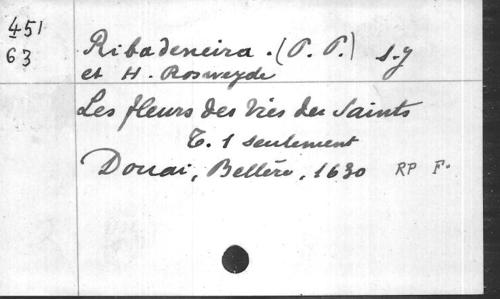 451
63
Ribadeneira. (P. P.) S.J
et H. Rosweyde
Les fleurs des Vies des Saints
T. 1 seulement
Douai, Bellère, 1630 RP F.